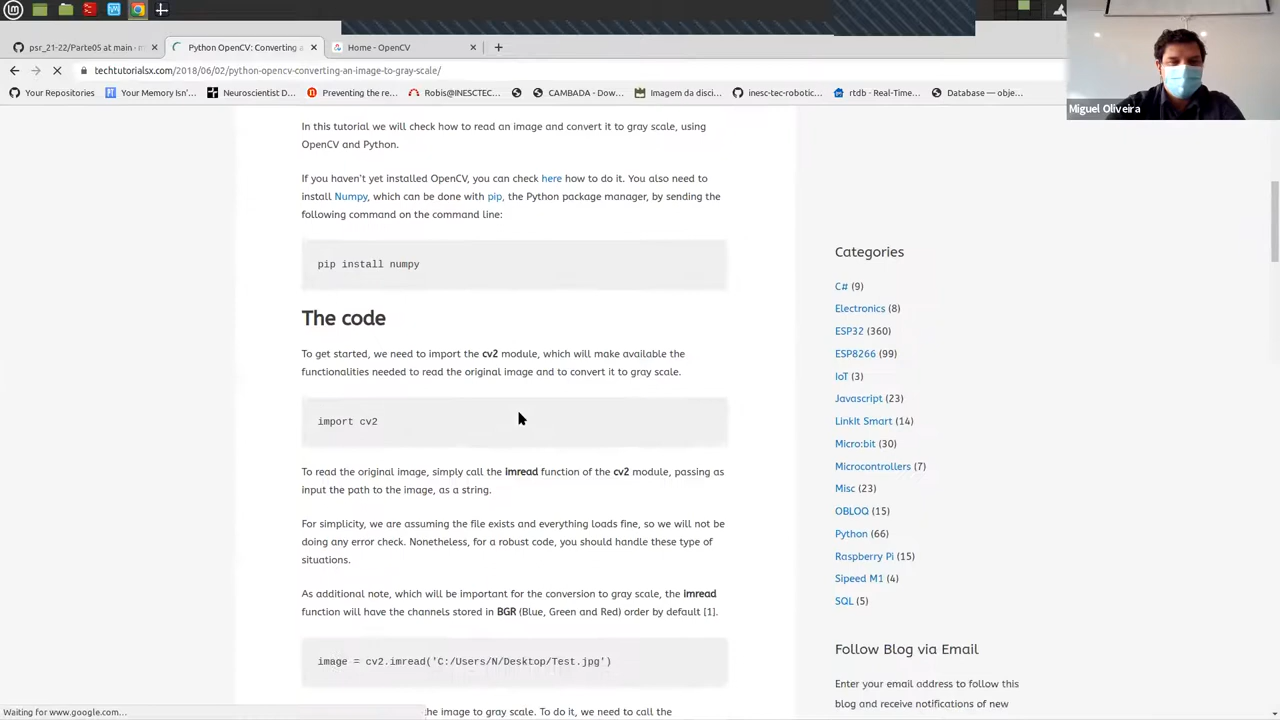 psr_21-22/Parte05 at main · m
Python OpenCV: Converting a
Home - OpenCV
techtutorialsx.com/2018/06/02/python-opencv-converting-an-image-to-gray-scale/
Your Repositories
Your Memory Isn'...
Neuroscientist D...
Preventing the re...
Robis@INESCTEC...
CAMBADA - Dow...
Imagem da disci...
inesc-tec-robotic...
rtdb - Real-Time...
Database — obje...
Miguel Oliveira
In this tutorial we will check how to read an image and convert it to gray scale, using
OpenCV and Python.
If you haven't yet installed OpenCV, you can check here how to do it. You also need to
install Numpy, which can be done with pip, the Python package manager, by sending the
following command on the command line:
pip install numpy
The code
To get started, we need to import the cv2 module, which will make available the
functionalities needed to read the original image and to convert it to gray scale.
import cv2
To read the original image, simply call the imread function of the cv2 module, passing as
input the path to the image, as a string.
For simplicity, we are assuming the file exists and everything loads fine, so we will not be
doing any error check. Nonetheless, for a robust code, you should handle these type of
situations.
As additional note, which will be important for the conversion to gray scale, the imread
function will have the channels stored in BGR (Blue, Green and Red) order by default [1].
image = cv2.imread('C:/Users/N/Desktop/Test.jpg')
the image to gray scale. To do it, we need to call the
Waiting for www.google.com...
Categories
C# (9)
Electronics (8)
ESP32 (360)
ESP8266 (99)
IoT (3)
Javascript (23)
LinkIt Smart (14)
Micro:bit (30)
Microcontrollers (7)
Misc (23)
OBLOQ (15)
Python (66)
Raspberry Pi (15)
Sipeed M1 (4)
SQL (5)
Follow Blog via Email
Enter your email address to follow this
blog and receive notifications of new